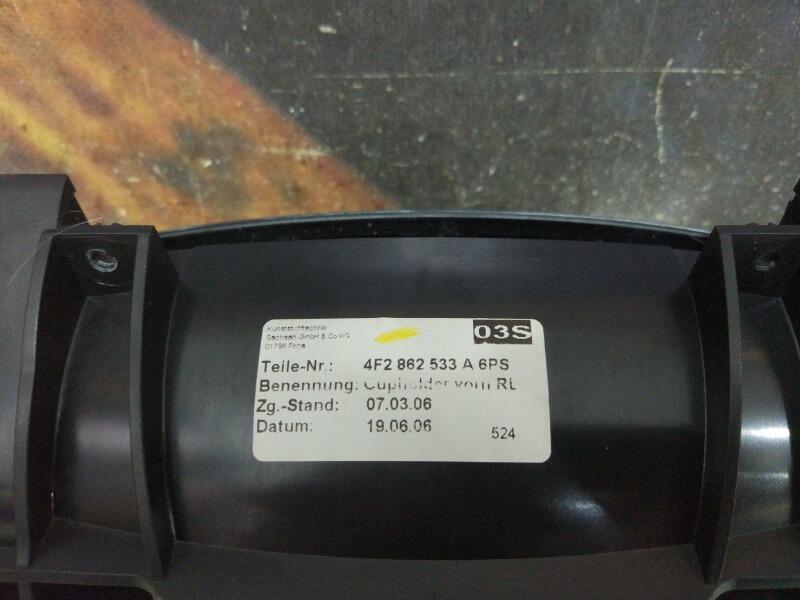 Kunststofftechnik
Sachsen GmbH & Co KG
01796 Pirna
03S
Teile-Nr.: 4F2 862 533 A 6PS
Benennung: Cupholder vorn RL
Zg.-Stand: 07.03.06
Datum: 19.06.06
524